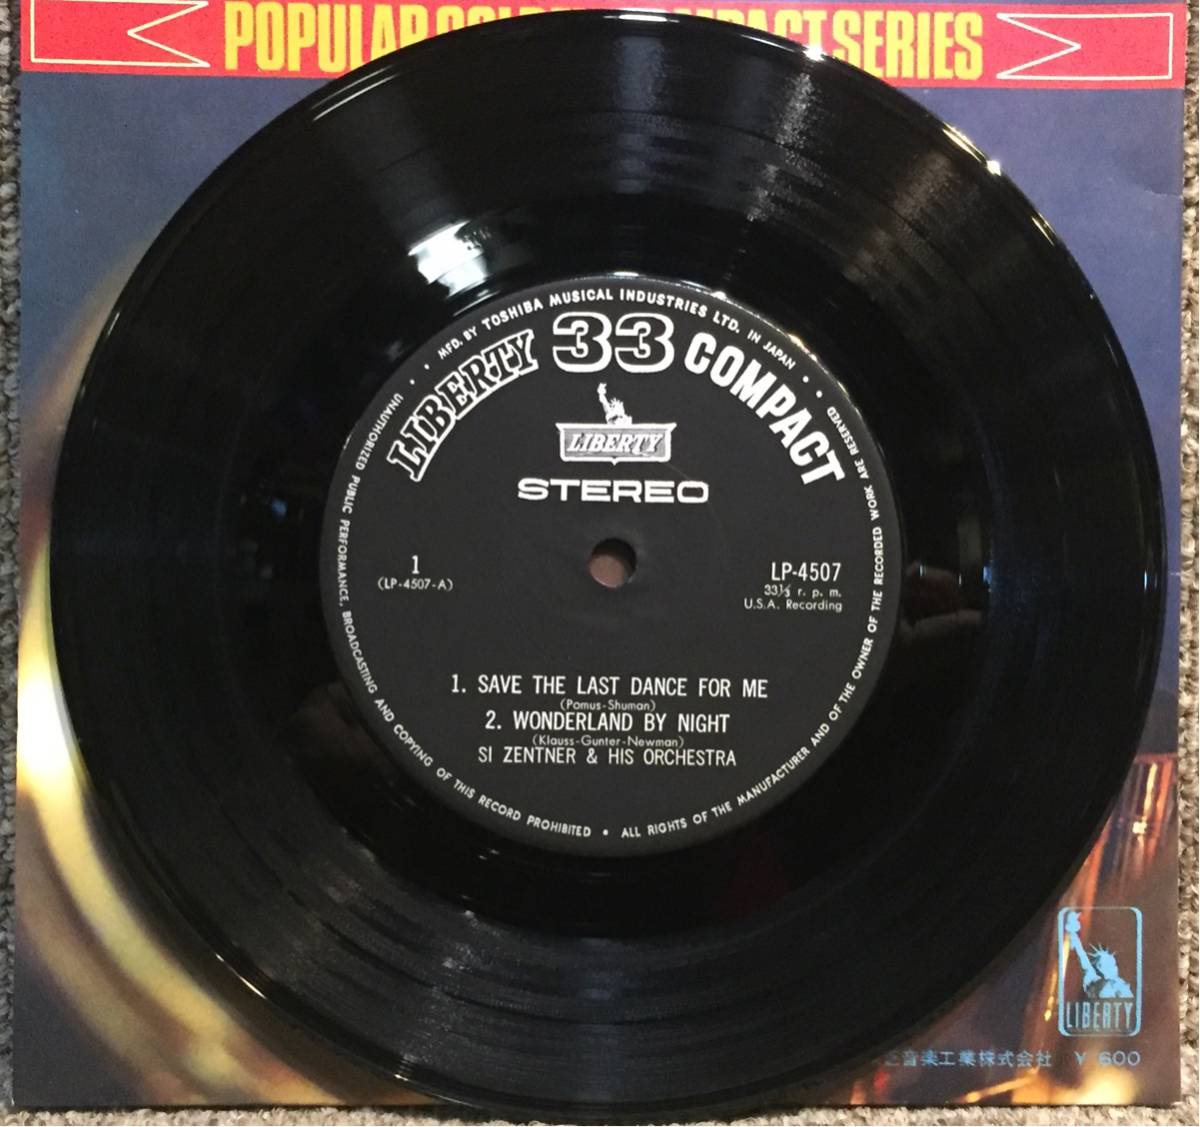 POPULAR COMPACT SERIES
MFD. BY TOSHIBA MUSICAL INDUSTRIES LTD. IN JAPAN
LIBERTY 33 COMPACT
LIBERTY
STEREO
1
(LP-4507-A)
LP-4507
33⅓ r. p. m.
U.S.A. Recording
1. SAVE THE LAST DANCE FOR ME
(Pomus-Shuman)
2. WONDERLAND BY NIGHT
(Klauss-Gunter-Newman)
SI ZENTNER & HIS ORCHESTRA
UNAUTHORIZED PUBLIC PERFORMANCE, BROADCASTING AND COPYING OF THIS RECORD PROHIBITED • ALL RIGHTS OF THE MANUFACTURER AND OF THE OWNER OF THE RECORDED WORK ARE RESERVED
LIBERTY
音楽工業株式会社 ¥600